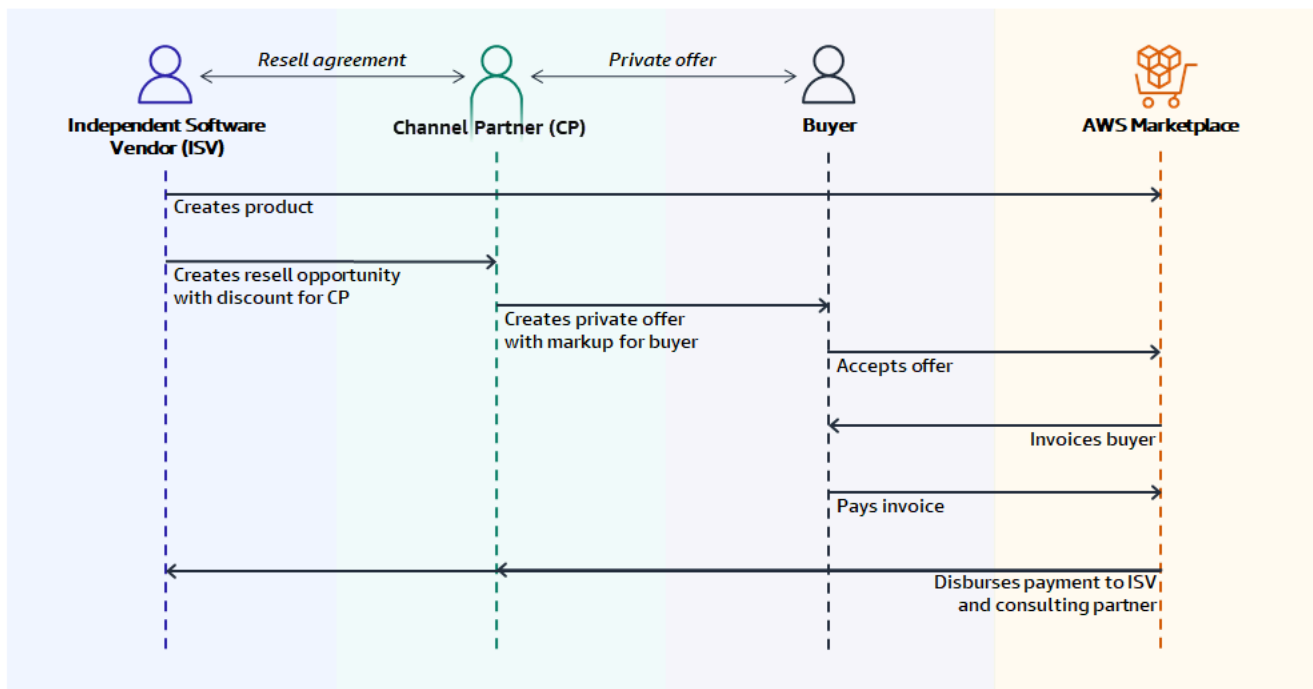 Resell agreement
Private offer
Independent Software
Vendor (ISV)
Channel Partner (CP)
Buyer
AWS Marketplace
Creates product
Creates resell opportunity
with discount for CP
Creates private offer
with markup for buyer
Accepts offer
Invoices buyer
Pays invoice
Disburses payment to ISV
and consulting partner